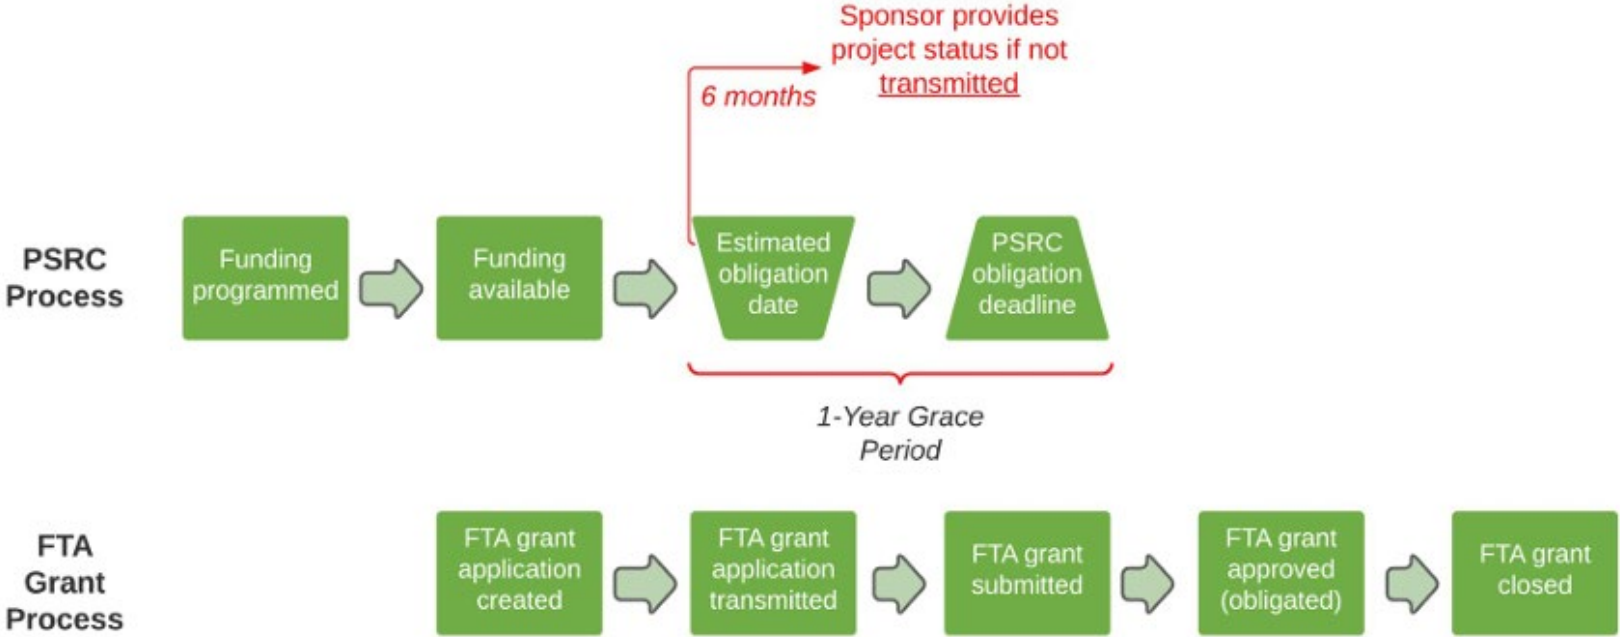 Sponsor provides
project status if not
transmitted
6 months
PSRC
Process
Funding
programmed
Funding
available
Estimated
obligation
date
PSRC
obligation
deadline
1-Year Grace
Period
FTA
Grant
Process
FTA grant
application
created
FTA grant
application
transmitted
FTA grant
submitted
FTA grant
approved
(obligated)
FTA grant
closed